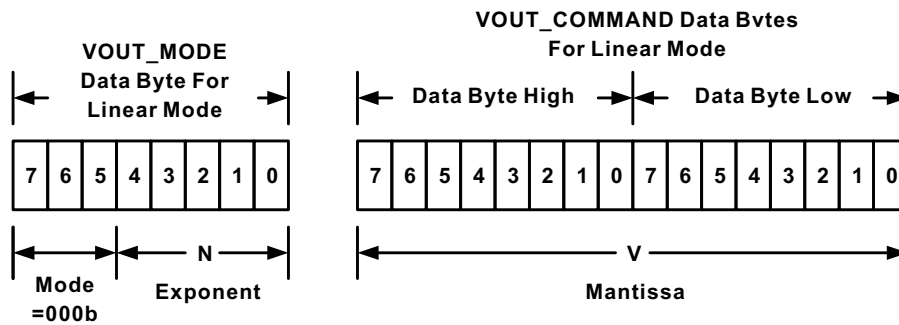 VOUT_MODE
Data Byte For
Linear Mode
7 6 5 4 3 2 1 0
N
Mode
=000b
Exponent
VOUT_COMMAND Data Bvtes
For Linear Mode
Data Byte High
Data Byte Low
7 6 5 4 3 2 1 0 7 6 5 4 3 2 1 0
V
Mantissa